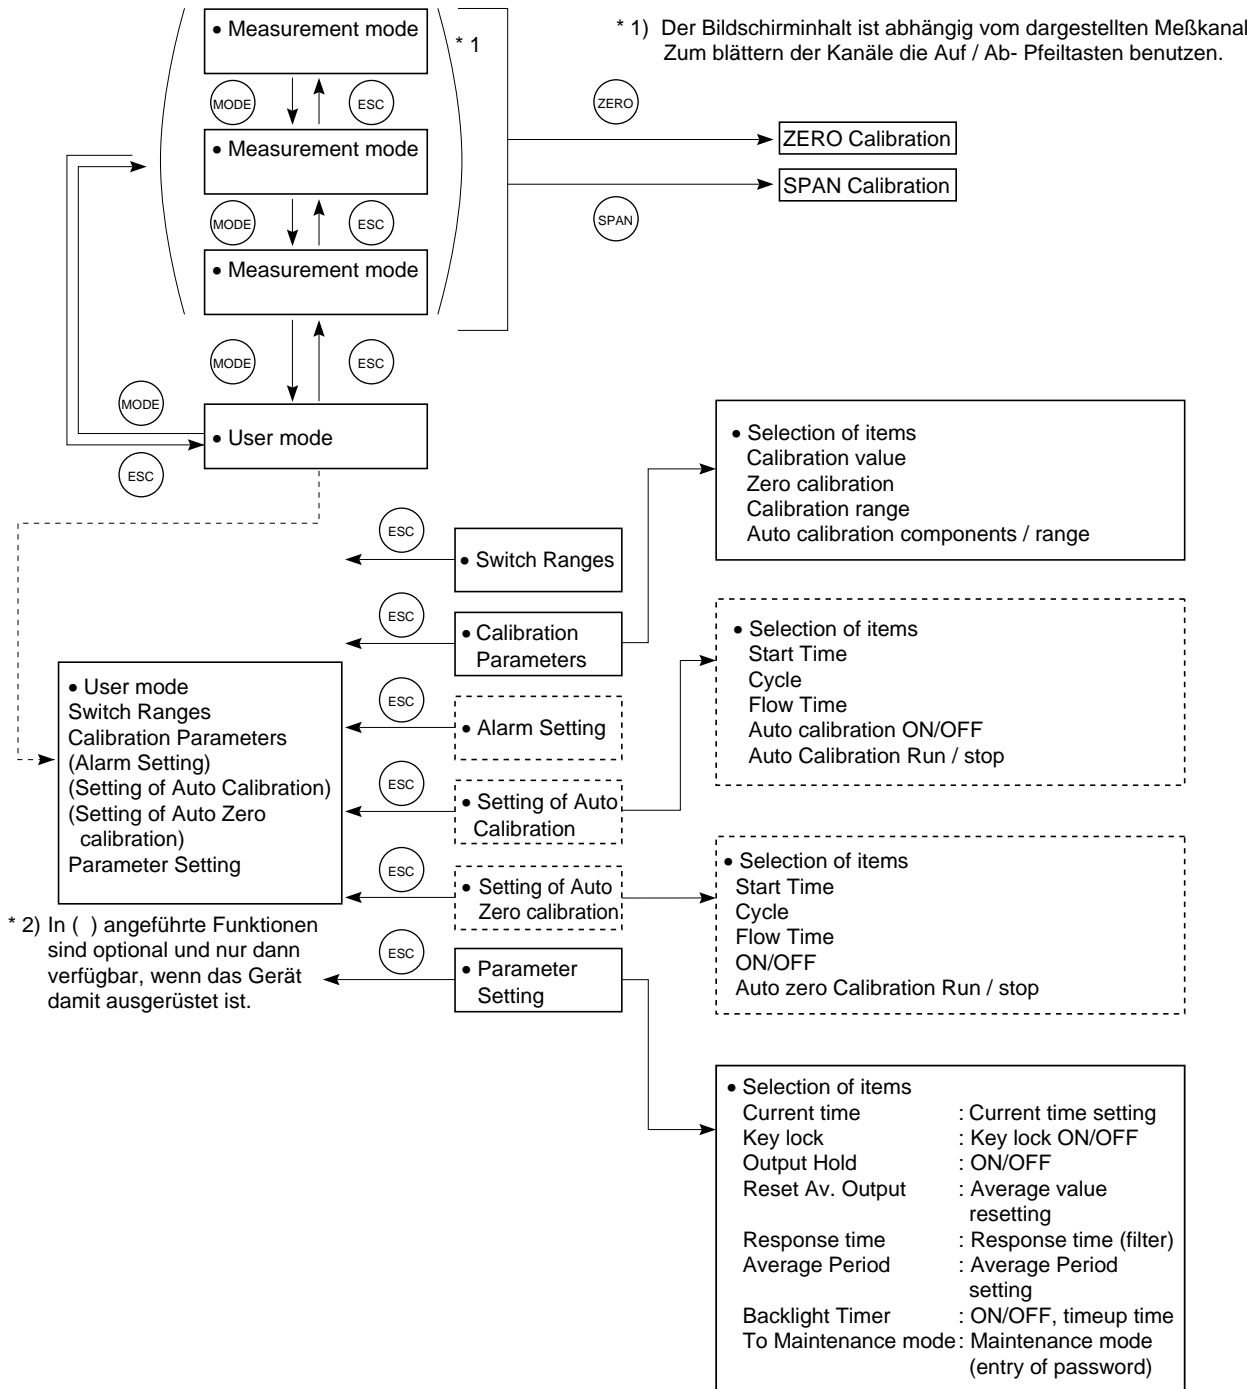 • Measurement mode
* 1
* 1) Der Bildschirminhalt ist abhängig vom dargestellten Meßkanal
Zum blättern der Kanäle die Auf / Ab- Pfeiltasten benutzen.
MODE
ESC
ZERO
• Measurement mode
ZERO Calibration
SPAN Calibration
MODE
ESC
SPAN
• Measurement mode
MODE
ESC
MODE
• User mode
ESC
• Selection of items
Calibration value
Zero calibration
Calibration range
Auto calibration components / range
ESC
• Switch Ranges
ESC
• Calibration
Parameters
• Selection of items
Start Time
Cycle
Flow Time
Auto calibration ON/OFF
Auto Calibration Run / stop
• User mode
Switch Ranges
Calibration Parameters
(Alarm Setting)
(Setting of Auto Calibration)
(Setting of Auto Zero
calibration)
Parameter Setting
ESC
• Alarm Setting
ESC
• Setting of Auto
Calibration
ESC
• Setting of Auto
Zero calibration
• Selection of items
Start Time
Cycle
Flow Time
ON/OFF
Auto zero Calibration Run / stop
* 2) In ( ) angeführte Funktionen
sind optional und nur dann
verfügbar, wenn das Gerät
damit ausgerüstet ist.
ESC
• Parameter
Setting
• Selection of items
Current time : Current time setting
Key lock : Key lock ON/OFF
Output Hold : ON/OFF
Reset Av. Output : Average value
resetting
Response time : Response time (filter)
Average Period : Average Period
setting
Backlight Timer : ON/OFF, timeup time
To Maintenance mode : Maintenance mode
(entry of password)